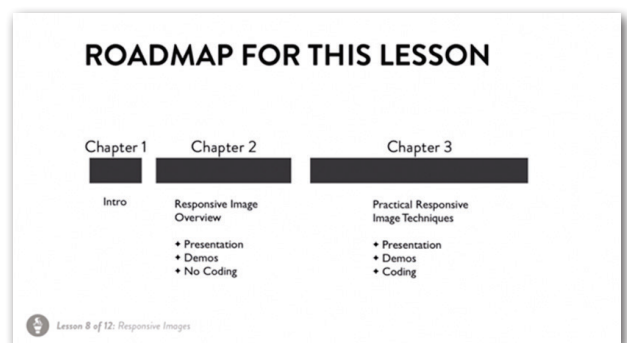 ROADMAP FOR THIS LESSON
Chapter 1
Chapter 2
Chapter 3
Intro
Responsive Image
Overview
✦ Presentation
✦ Demos
✦ No Coding
Practical Responsive
Image Techniques
✦ Presentation
✦ Demos
✦ Coding
Lesson 8 of 12: Responsive Images